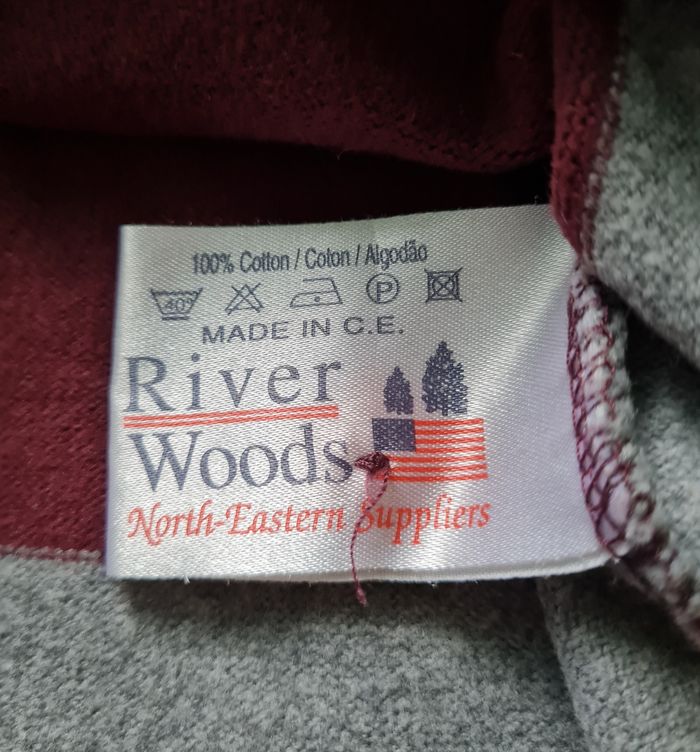 100% Cotton / Coton / Algodão
40° P
MADE IN C.E.
River
Woods
North-Eastern Suppliers